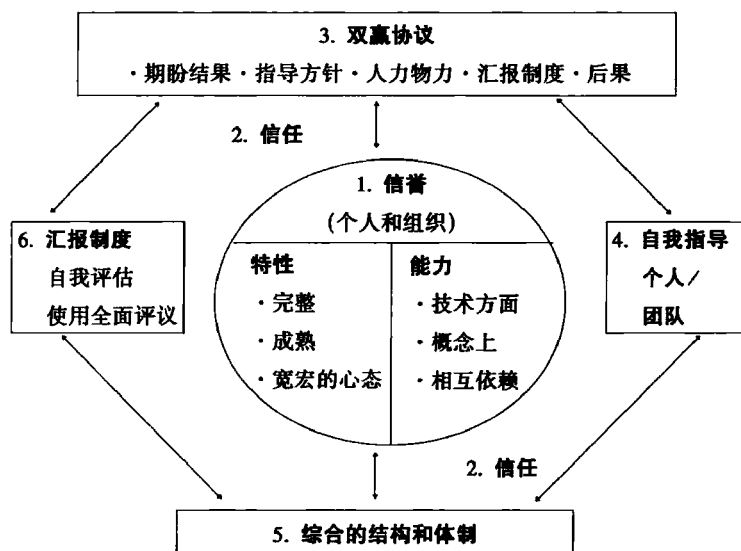 3. 双赢协议
·期盼结果·指导方针·人力物力·汇报制度·后果
2. 信任
1. 信誉
(个人和组织)
6. 汇报制度
自我评估
使用全面评议
特性
·完整
·成熟
·宽宏的心态
能力
·技术方面
·概念上
·相互依赖
4. 自我指导
个人/
团队
2. 信任
5. 综合的结构和体制